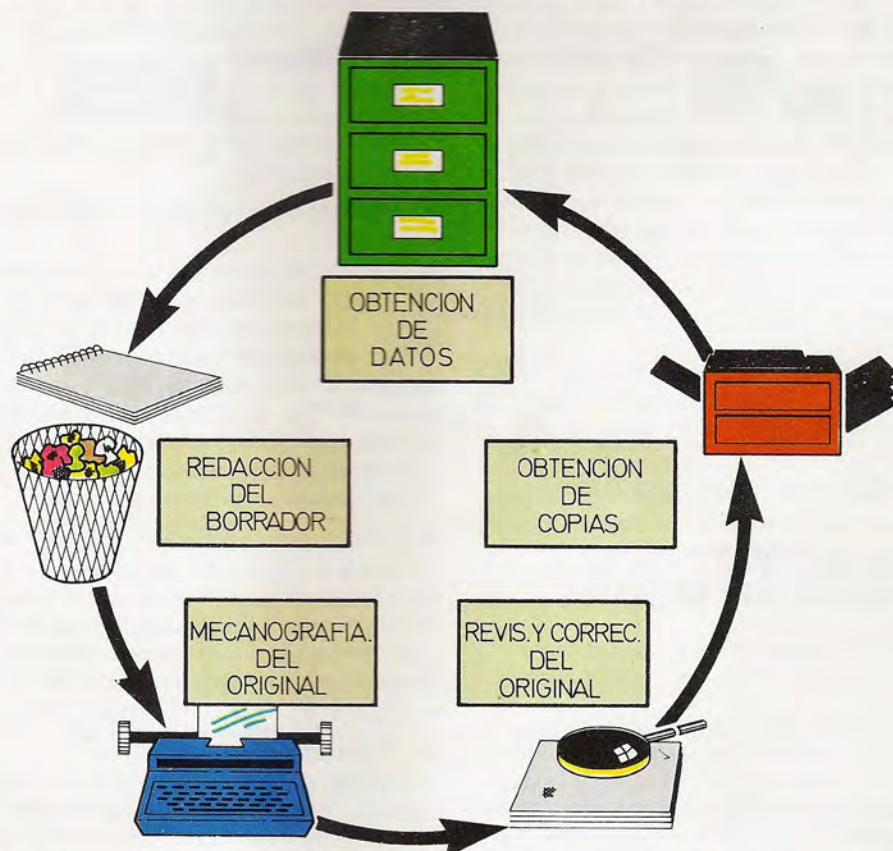 OBTENCION
DE
DATOS
REDACCION
DEL
BORRADOR
MECANOGRAFIA.
DEL
ORIGINAL
REVIS.Y CORREC.
DEL
ORIGINAL
OBTENCION
DE
COPIAS